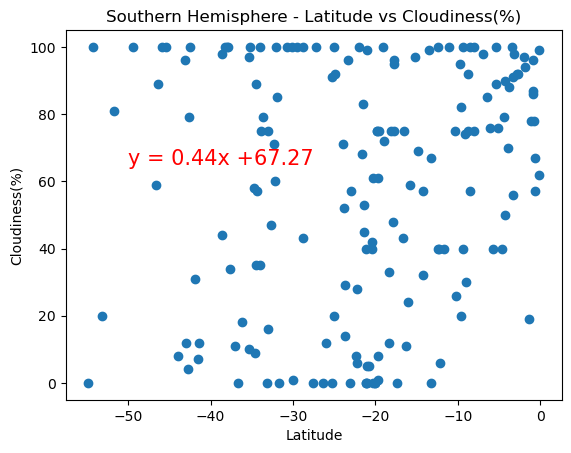 Southern Hemisphere - Latitude vs Cloudiness(%)
100
80
y = 0.44x +67.27
60
40
20
0
Cloudiness(%)
−50 −40 −30 −20 −10 0
Latitude